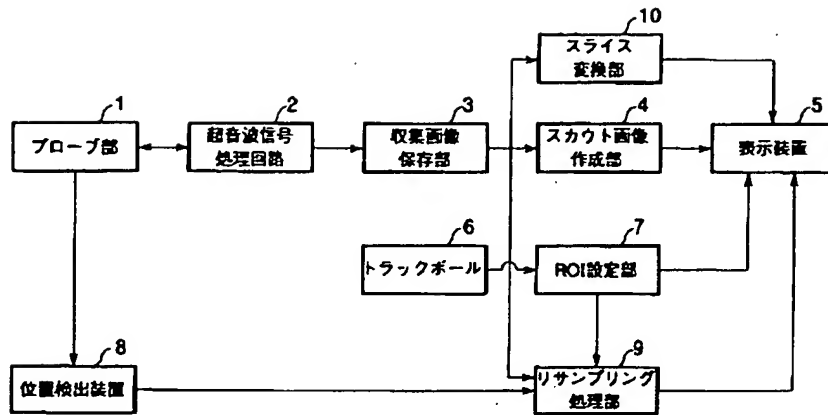 10
スライス
変換部
1
プローブ部
2
超音波信号
処理回路
3
収集画像
保存部
4
スカウト画像
作成部
5
表示装置
6
トラックボール
7
ROI設定部
8
位置検出装置
9
リサンプリング
処理部